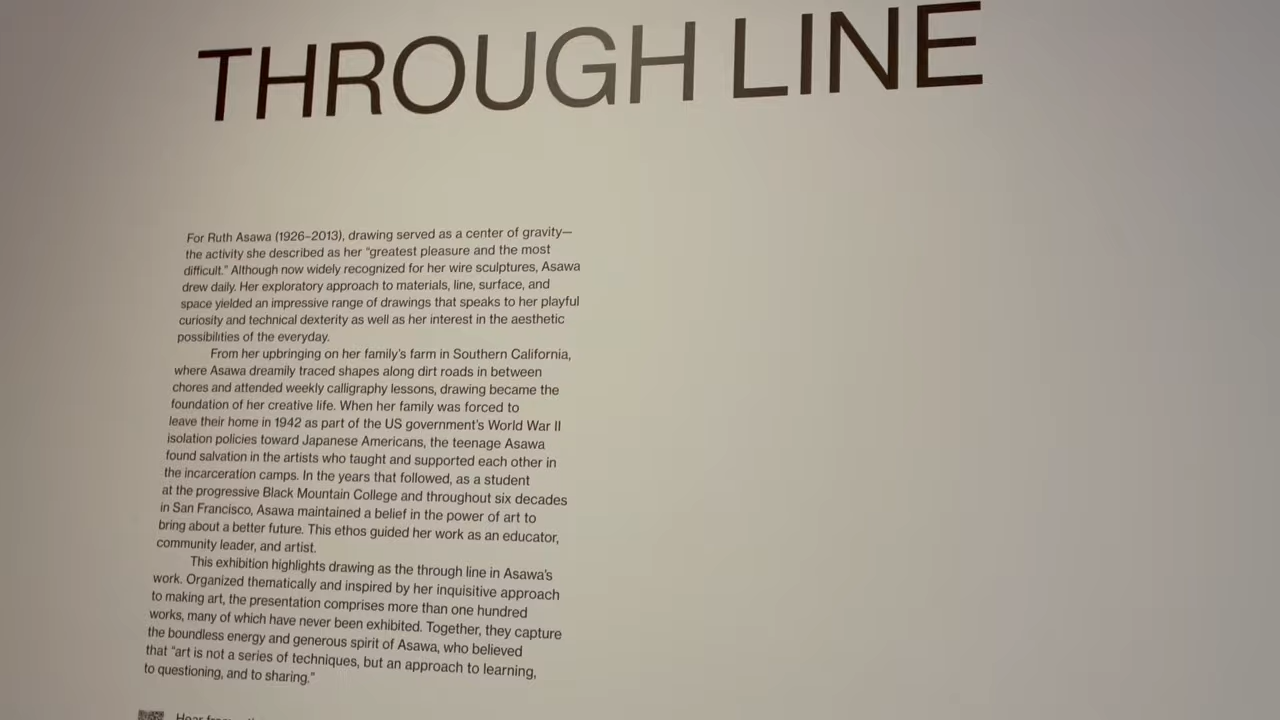 THROUGH LINE
For Ruth Asawa (1926–2013), drawing served as a center of gravity—
the activity she described as her “greatest pleasure and the most
difficult.” Although now widely recognized for her wire sculptures, Asawa
drew daily. Her exploratory approach to materials, line, surface, and
space yielded an impressive range of drawings that speaks to her playful
curiosity and technical dexterity as well as her interest in the aesthetic
possibilities of the everyday.
From her upbringing on her family’s farm in Southern California,
where Asawa dreamily traced shapes along dirt roads in between
chores and attended weekly calligraphy lessons, drawing became the
foundation of her creative life. When her family was forced to
leave their home in 1942 as part of the US government’s World War II
isolation policies toward Japanese Americans, the teenage Asawa
found salvation in the artists who taught and supported each other in
the incarceration camps. In the years that followed, as a student
at the progressive Black Mountain College and throughout six decades
in San Francisco, Asawa maintained a belief in the power of art to
bring about a better future. This ethos guided her work as an educator,
community leader, and artist.
This exhibition highlights drawing as the through line in Asawa’s
work. Organized thematically and inspired by her inquisitive approach
to making art, the presentation comprises more than one hundred
works, many of which have never been exhibited. Together, they capture
the boundless energy and generous spirit of Asawa, who believed
that “art is not a series of techniques, but an approach to learning,
to questioning, and to sharing.”
Hear